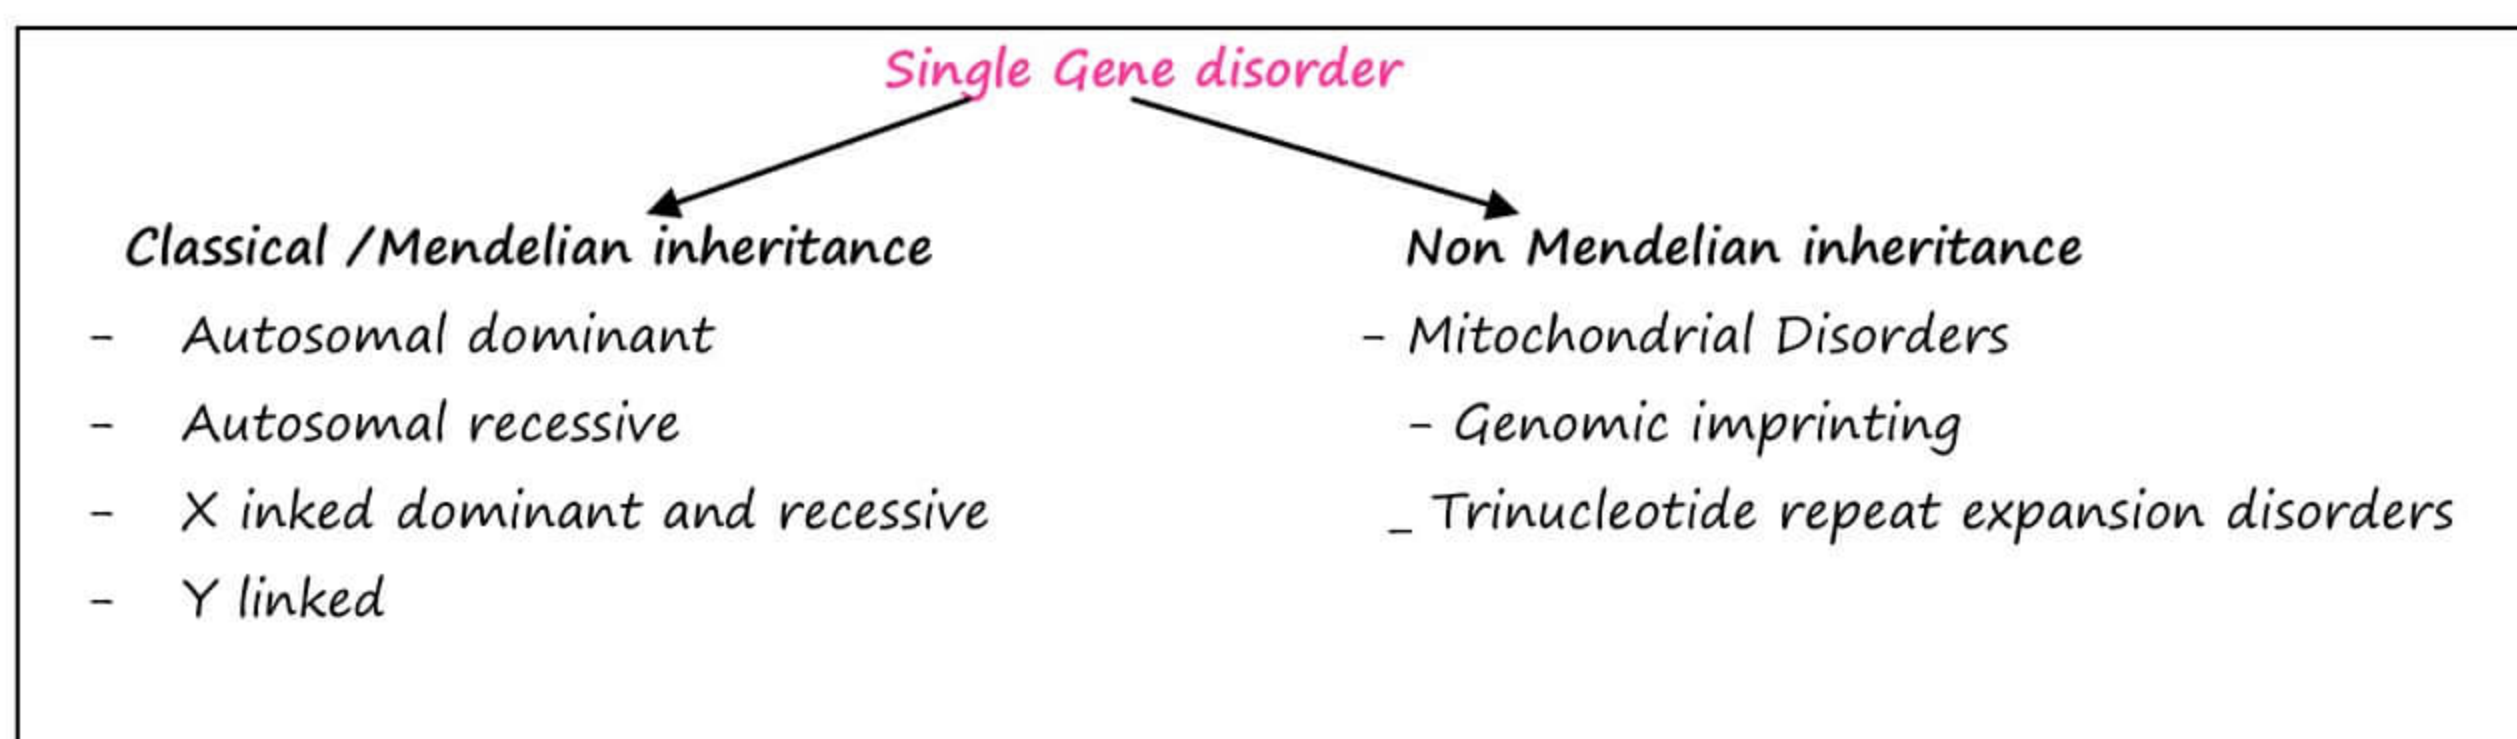 Single Gene disorder
Classical /Mendelian inheritance
- Autosomal dominant
- Autosomal recessive
- X inked dominant and recessive
- Y linked
Non Mendelian inheritance
- Mitochondrial Disorders
- Genomic imprinting
_ Trinucleotide repeat expansion disorders